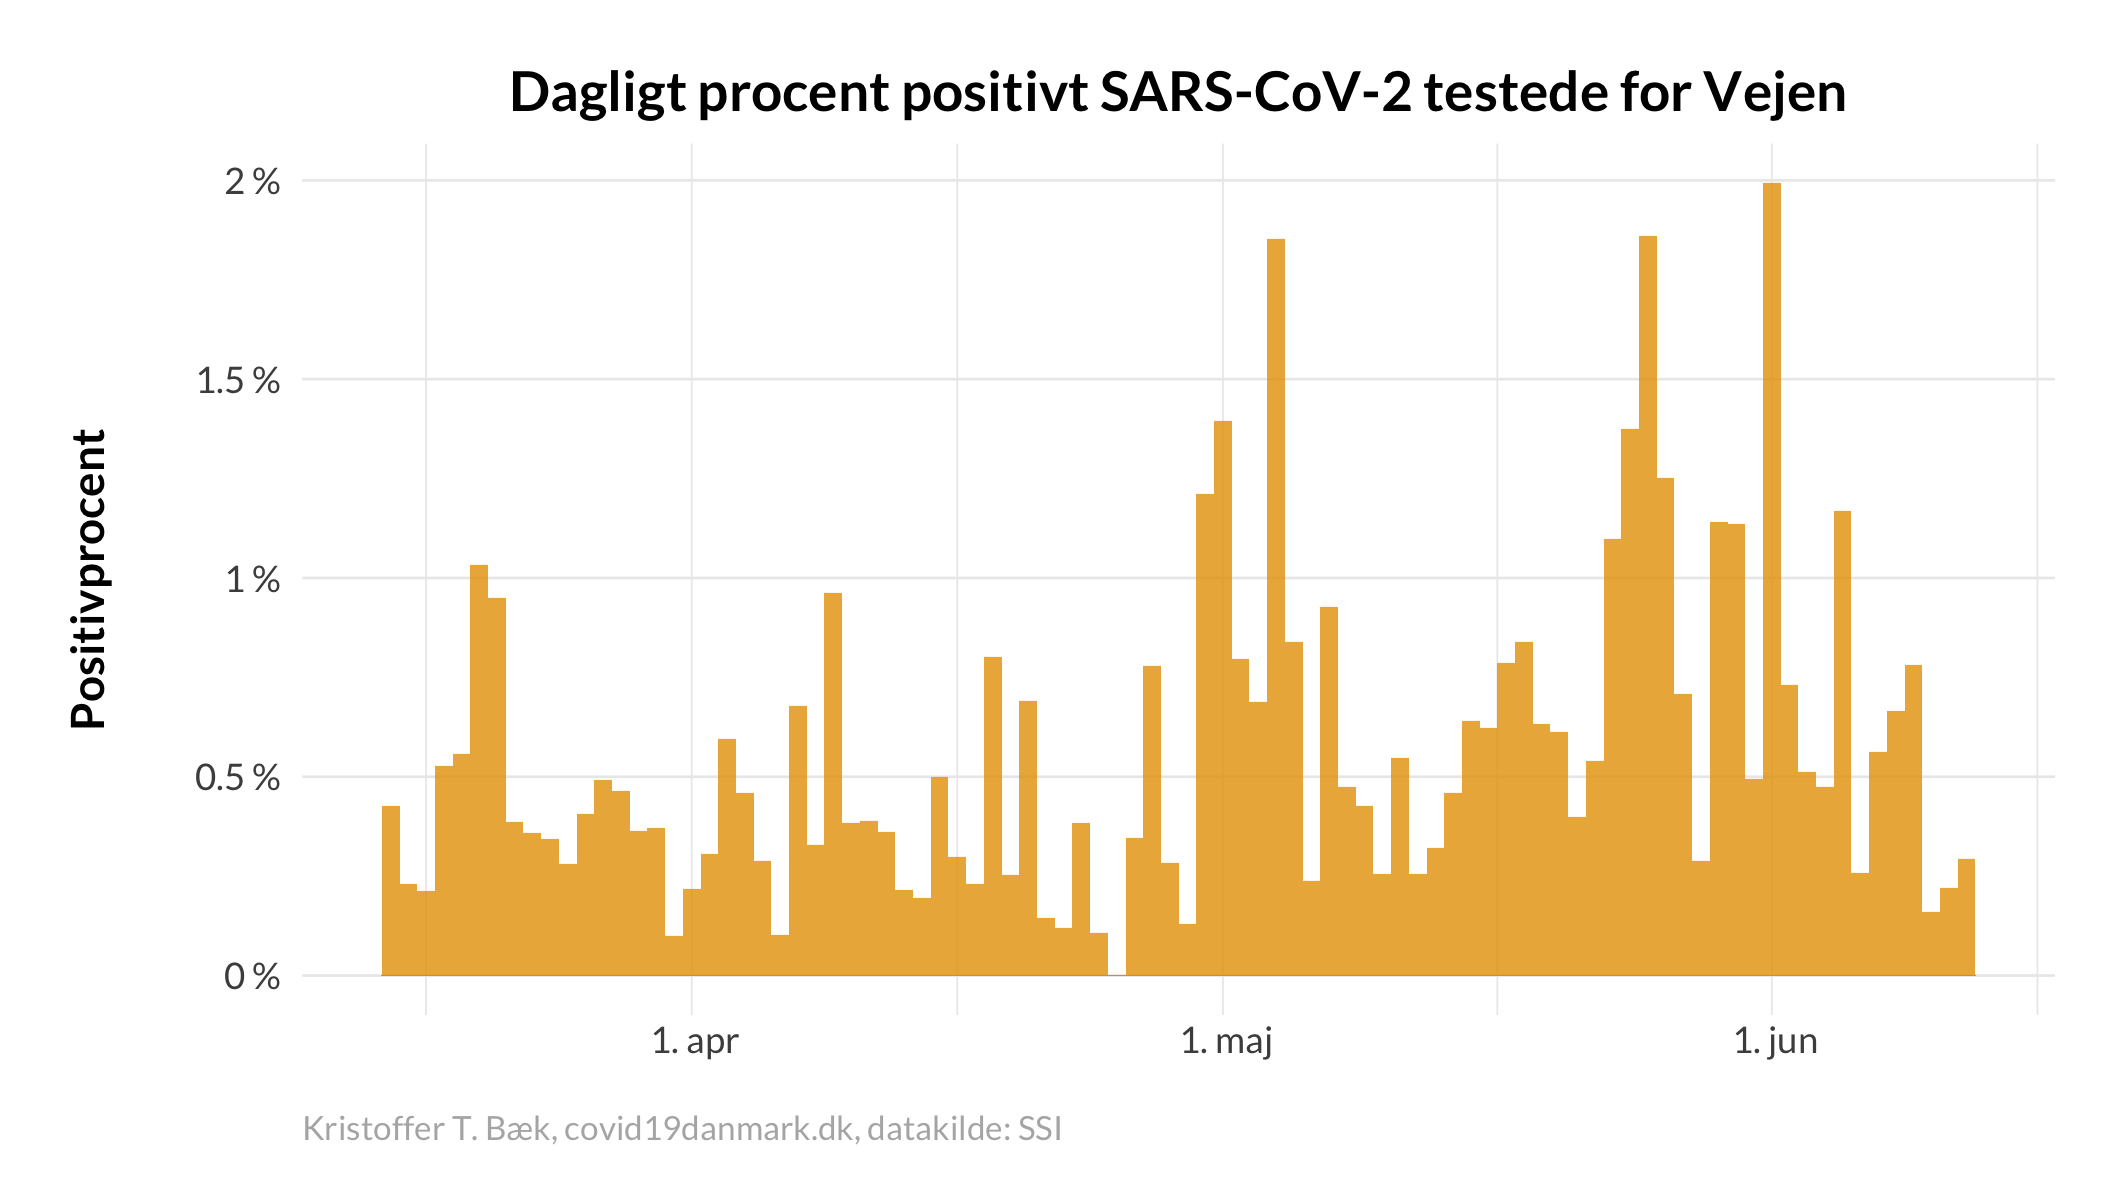 Dagligt procent positivt SARS-CoV-2 testede for Vejen
Positivprocent
2 %
1.5 %
1 %
0.5 %
0 %
1. apr
1. maj
1. jun
Kristoffer T. Bæk, covid19danmark.dk, datakilde: SSI